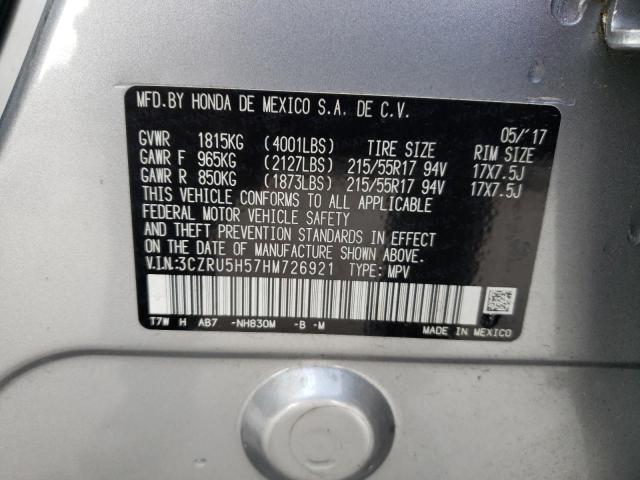 MFD.BY HONDA DE MEXICO S.A. DE C.V.
05/'17
GVWR 1815KG (4001LBS) TIRE SIZE RIM SIZE
GAWR F 965KG (2127LBS) 215/55R17 94V 17X7.5J
GAWR R 850KG (1873LBS) 215/55R17 94V 17X7.5J
THIS VEHICLE CONFORMS TO ALL APPLICABLE
FEDERAL MOTOR VEHICLE SAFETY
AND THEFT PREVENTION STANDARDS IN EFFECT
ON THE DATE OF MANUFACTURE SHOWN ABOVE.
V.I.N:3CZRU5H57HM726921 TYPE: MPV
T7W H AB7 -NH830M -B -M MADE IN MEXICO